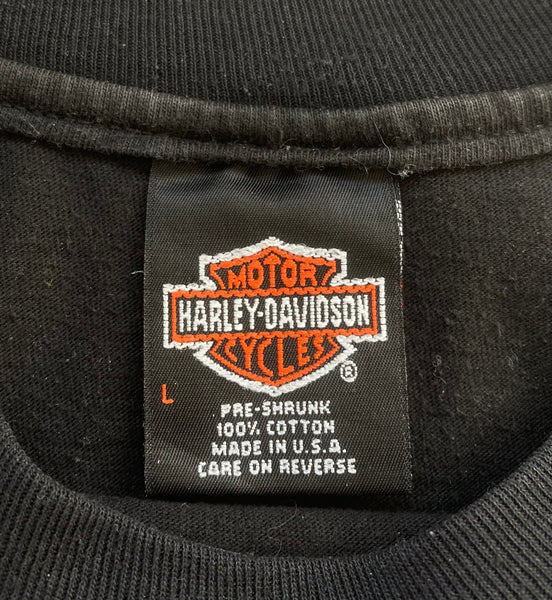 MOTOR
HARLEY-DAVIDSON
CYCLES
®
L
PRE-SHRUNK
100% COTTON
MADE IN U.S.A.
CARE ON REVERSE